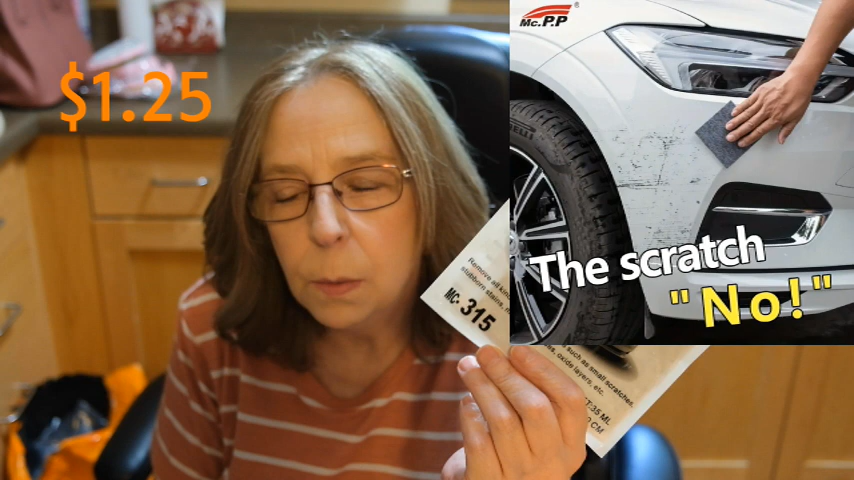 $1.25
Mc.P.P®
PIRELLI
The scratch
"No!"
Remove all kin
stubborn stains,
MC-315
such as small scratches,
oxide layers, etc.
35 ML
CM